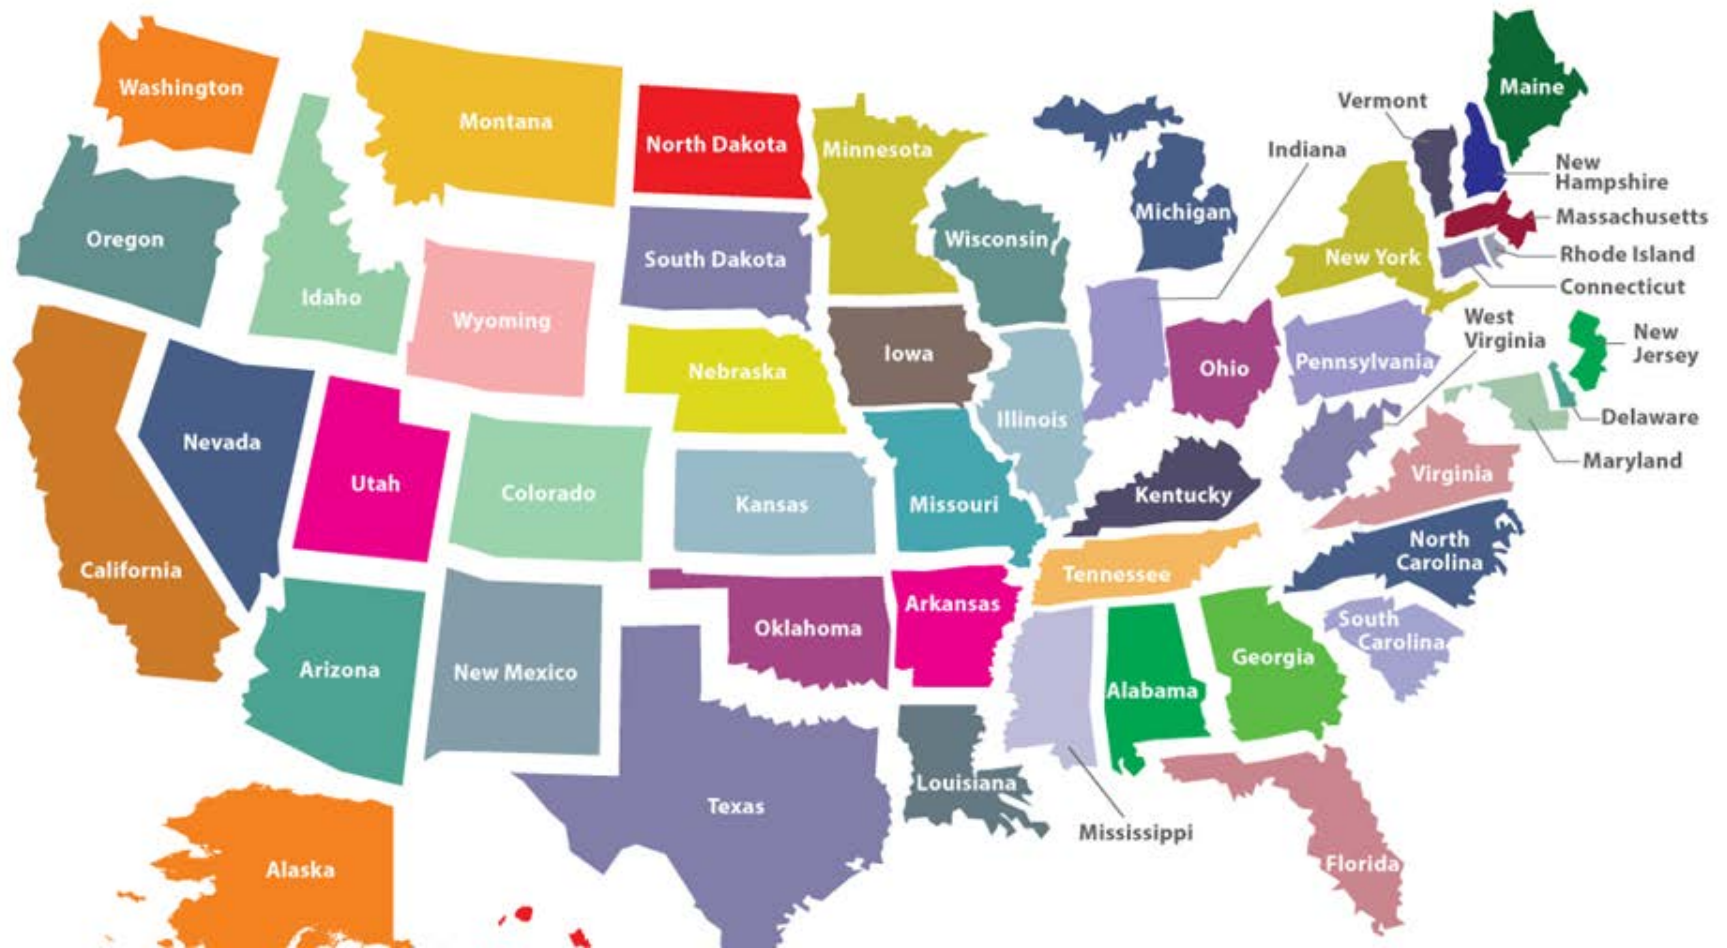 Washington
Montana
North Dakota
Minnesota
Vermont
Maine
Indiana
New
Hampshire
Massachusetts
Michigan
Oregon
South Dakota
Wisconsin
New York
Rhode Island
Connecticut
Idaho
Wyoming
West
Virginia
New
Jersey
Iowa
Nebraska
Ohio
Pennsylvania
Illinois
Delaware
Nevada
Maryland
Utah
Colorado
Kansas
Missouri
Kentucky
Virginia
California
North
Carolina
Tennessee
Arkansas
Oklahoma
South
Carolina
Georgia
Arizona
New Mexico
Alabama
Louisiana
Texas
Mississippi
Alaska
Florida